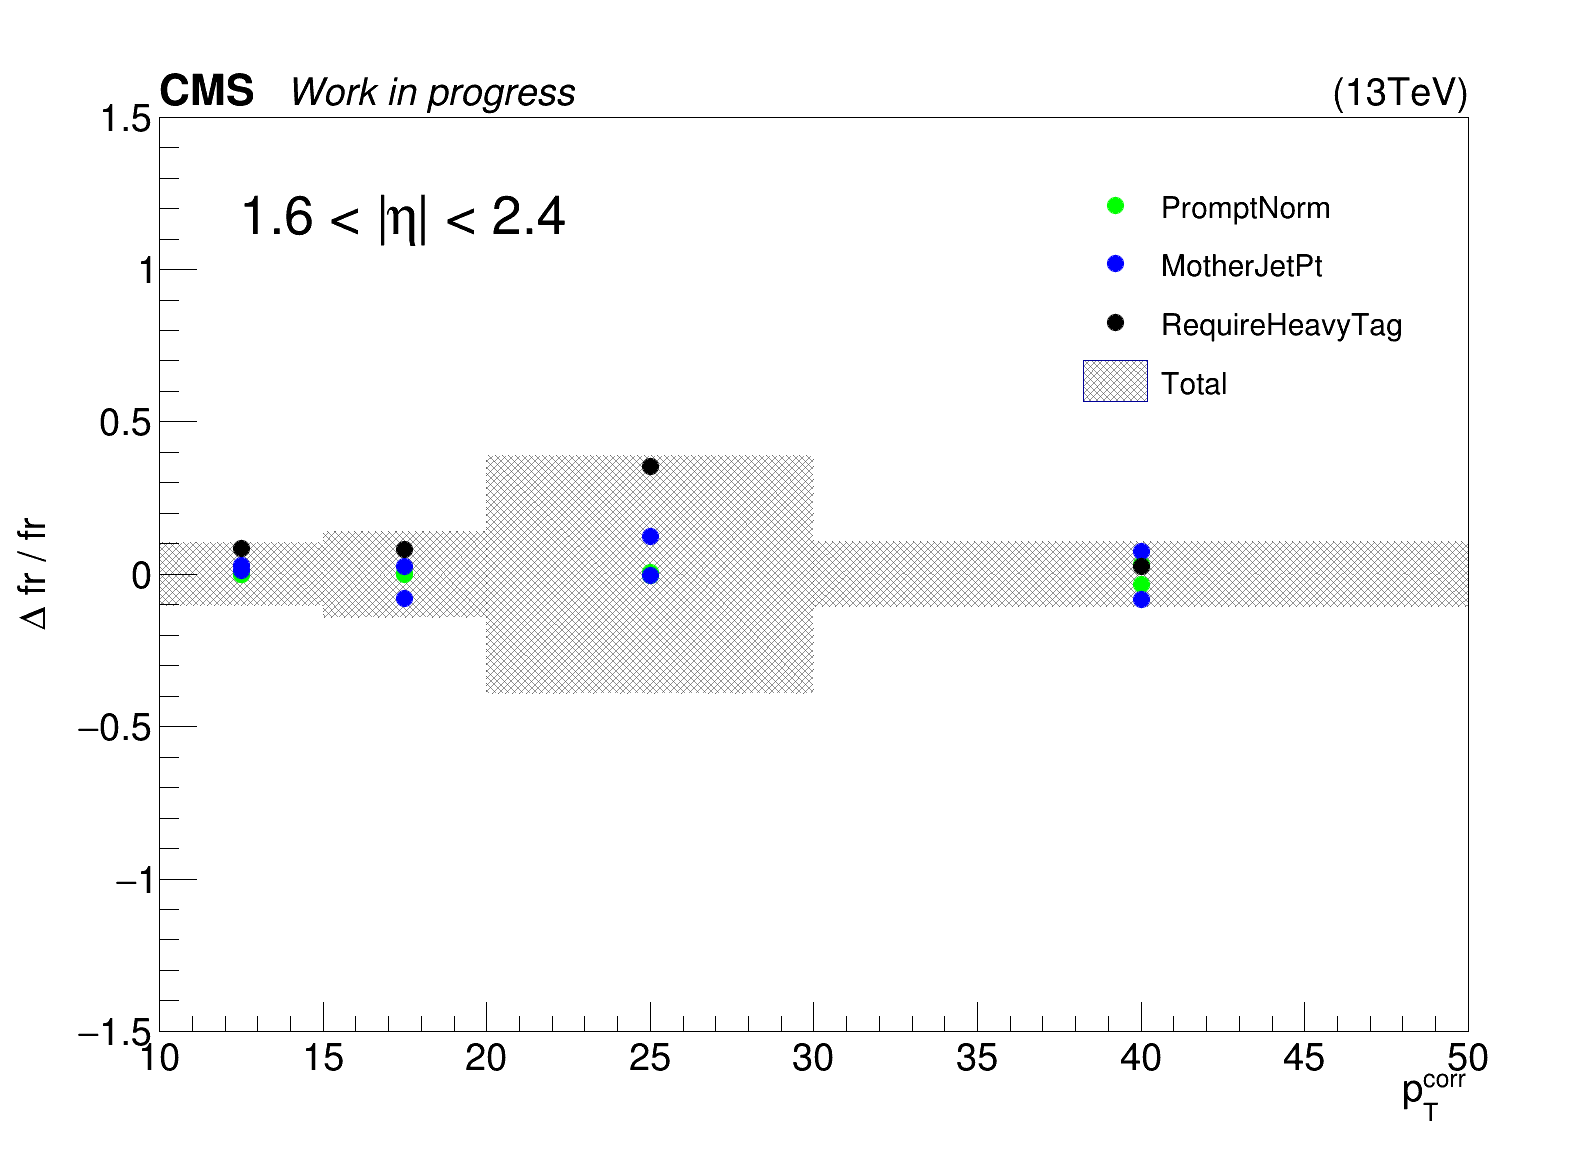 CMS Work in progress (13TeV)
1.6 < |η| < 2.4
PromptNorm
MotherJetPt
RequireHeavyTag
Total
Δ fr / fr
1.5
1
0.5
0
−0.5
−1
−1.5
10 15 20 25 30 35 40 45 50
p_T^corr